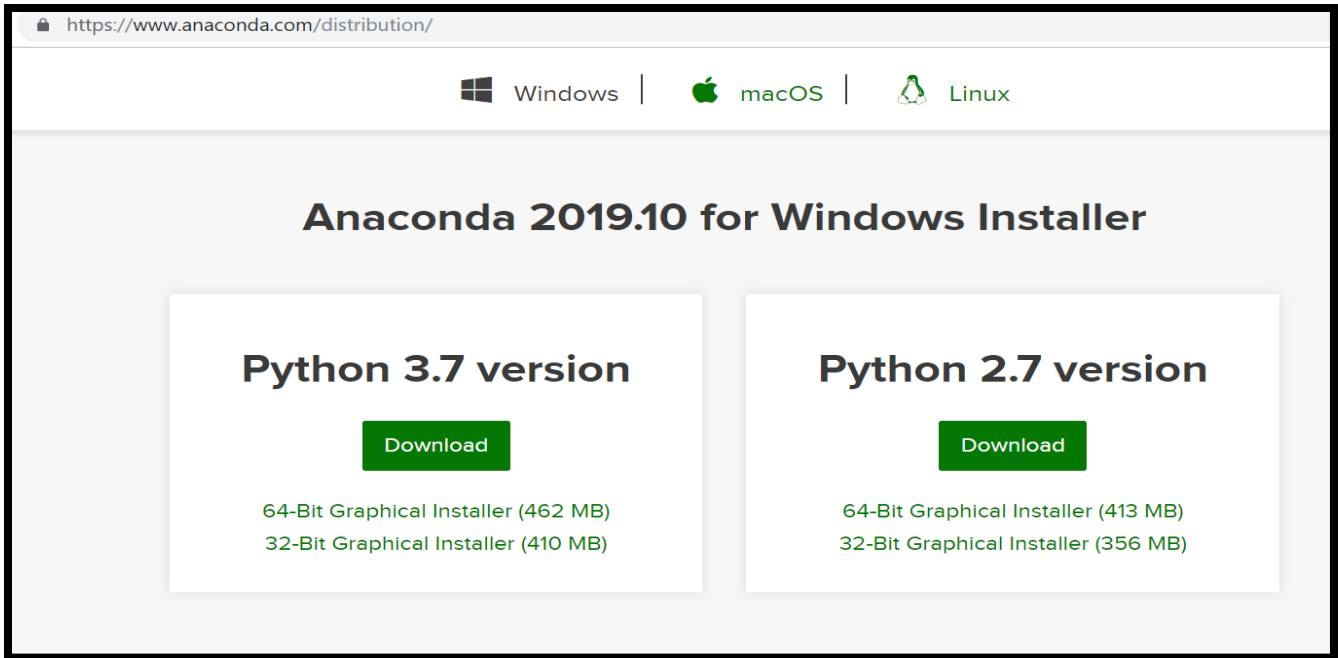 https://www.anaconda.com/distribution/
Windows | macOS | Linux
Anaconda 2019.10 for Windows Installer
Python 3.7 version
Download
64-Bit Graphical Installer (462 MB)
32-Bit Graphical Installer (410 MB)
Python 2.7 version
Download
64-Bit Graphical Installer (413 MB)
32-Bit Graphical Installer (356 MB)